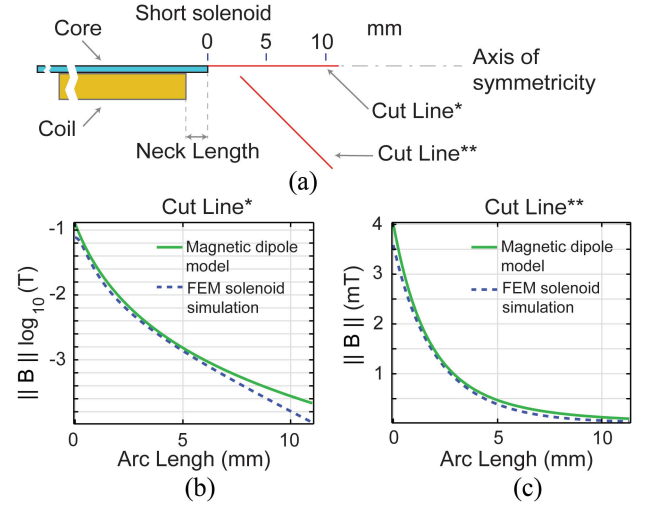 Short solenoid
Core
0 5 10 mm
Axis of
symmetricity
Cut Line*
Coil
Neck Length
Cut Line**
(a)
Cut Line*
-1
-2
-3
|| B || log10 (T)
Magnetic dipole
model
FEM solenoid
simulation
0 5 10
Arc Lengh (mm)
(b)
Cut Line**
4
3
2
1
|| B || (mT)
Magnetic dipole
model
FEM solenoid
simulation
0 5 10
Arc Lengh (mm)
(c)